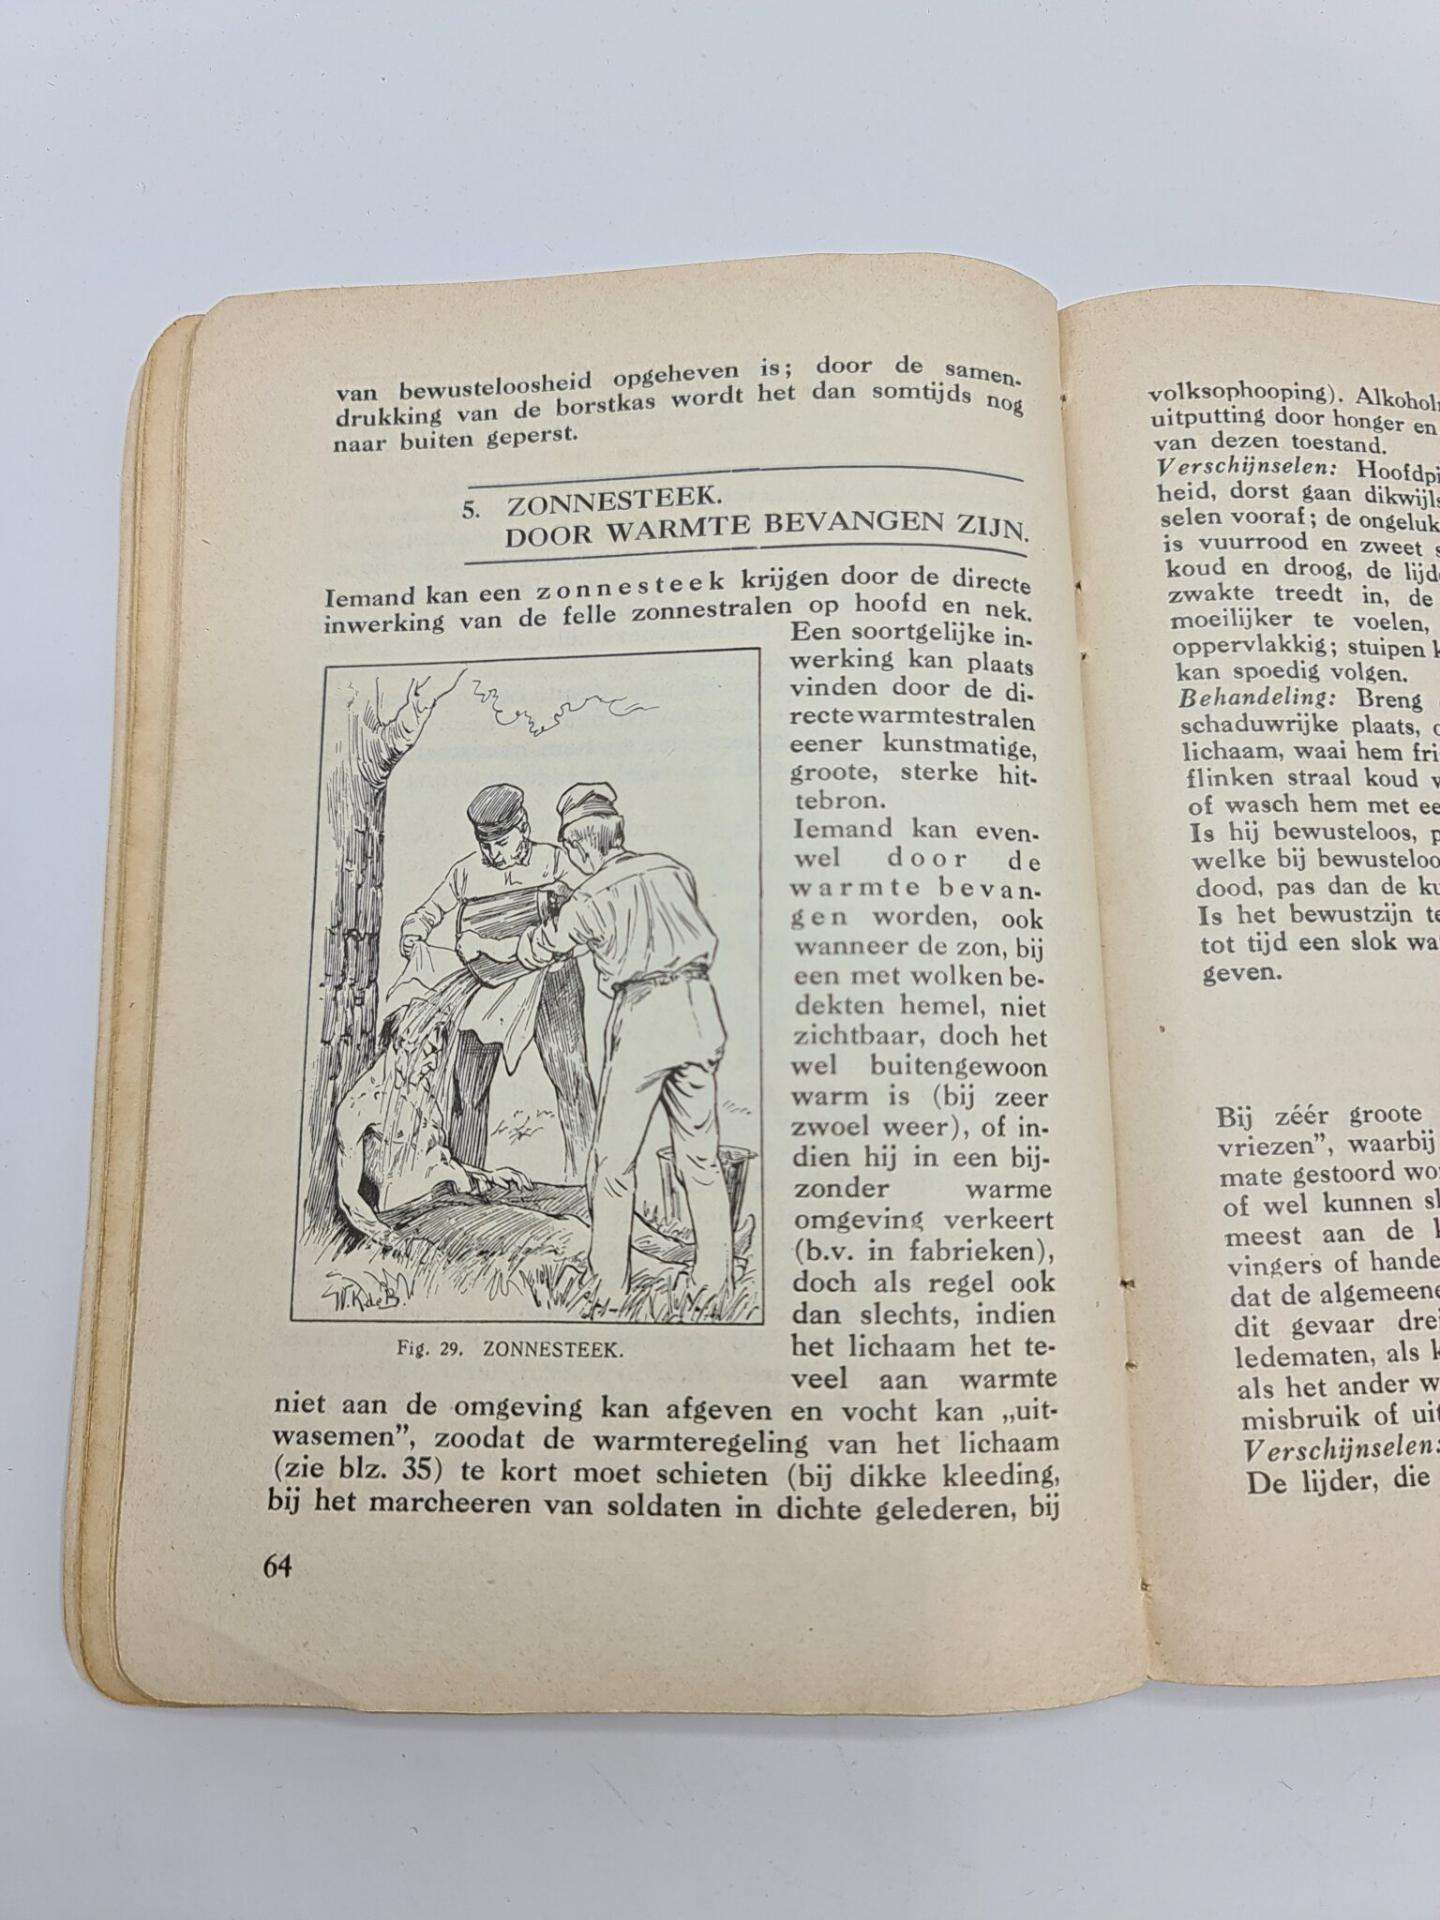 van bewusteloosheid opgeheven is; door de samen-
drukking van de borstkas wordt het dan somtijds nog
naar buiten geperst.
5. ZONNESTEEK.
DOOR WARMTE BEVANGEN ZIJN.
Iemand kan een zonnesteek krijgen door de directe
inwerking van de felle zonnestralen op hoofd en nek.
Een soortgelijke in-
werking kan plaats
vinden door de di-
recte warmtestralen
eener kunstmatige,
groote, sterke hit-
tebron.
Iemand kan even-
wel door de
warmte bevan-
gen worden, ook
wanneer de zon, bij
een met wolken be-
dekten hemel, niet
zichtbaar, doch het
wel buitengewoon
warm is (bij zeer
zwoel weer), of in-
dien hij in een bij-
zonder warme
omgeving verkeert
(b.v. in fabrieken),
doch als regel ook
dan slechts, indien
het lichaam het te-
veel aan warmte
W.K.de B.
Fig. 29. ZONNESTEEK.
niet aan de omgeving kan afgeven en vocht kan „uit-
wasemen”, zoodat de warmteregeling van het lichaam
(zie blz. 35) te kort moet schieten (bij dikke kleeding,
bij het marcheeren van soldaten in dichte gelederen, bij
64
volksophooping).
uitputting door honger en
van dezen toestand.
Verschijnselen:
heid, dorst gaan
selen vooraf; de
is vuurrood en zweet
koud en droog, de
zwakte treedt in, de
moeilijker te voelen,
oppervlakkig; stuipen
kan spoedig volgen.
Behandeling: Breng
schaduwrijke plaats,
lichaam, waai hem
flinken straal koud
of wasch hem met
Is hij bewusteloos,
welke bij
dood, pas dan de
Is het bewustzijn
tot tijd een slok
geven.
Bij zéér groote
vriezen”, waarbij
mate gestoord
of wel kunnen
meest aan de
vingers of
dat de algemeene
dit gevaar
ledematen, als
als het ander
misbruik of
Verschijnselen:
De lijder, die